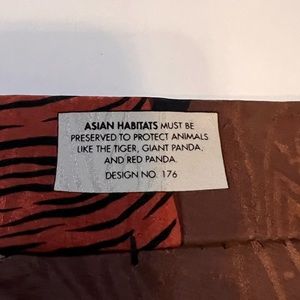 ASIAN HABITATS MUST BE
PRESERVED TO PROTECT ANIMALS
LIKE THE TIGER, GIANT PANDA,
AND RED PANDA.
DESIGN NO. 176